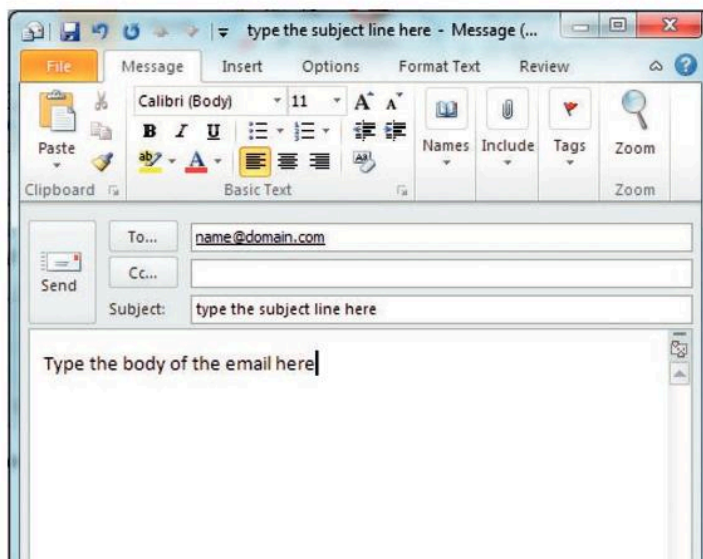 type the subject line here - Message (...
File Message Insert Options Format Text Review
Calibri (Body) 11 A A
B I U
Paste
ab A Aa
Names Include Tags Zoom
Clipboard Basic Text Zoom
To... name@domain.com
Cc...
Send
Subject: type the subject line here
Type the body of the email here